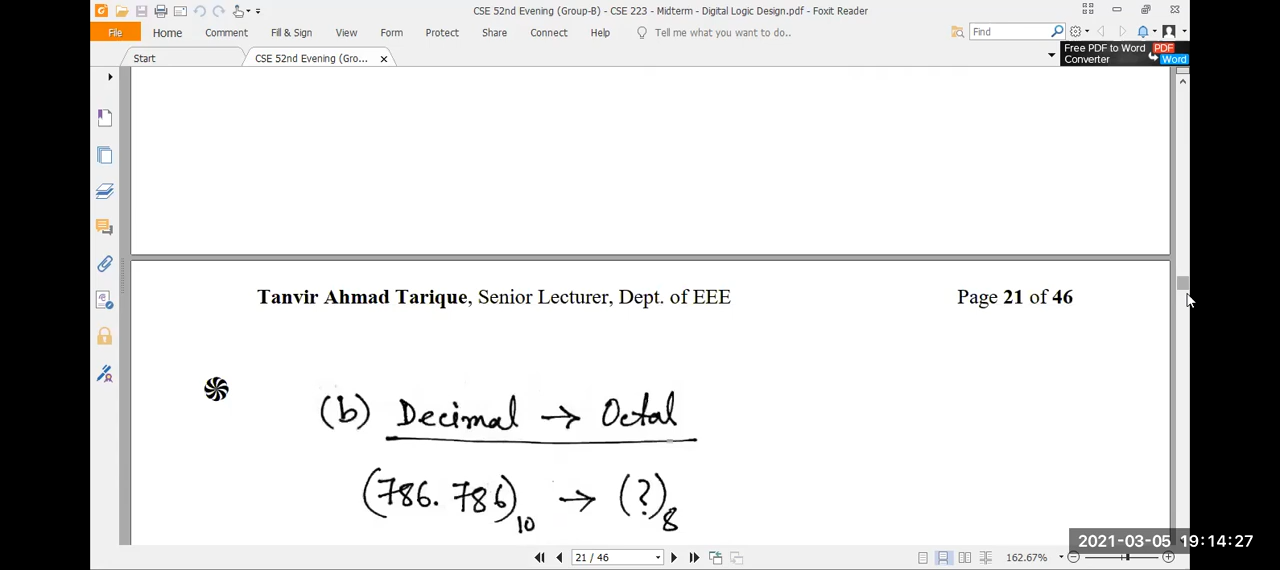 CSE 52nd Evening (Group-B) - CSE 223 - Midterm - Digital Logic Design.pdf - Foxit Reader
File Home Comment Fill & Sign View Form Protect Share Connect Help Tell me what you want to do.. Find
Start CSE 52nd Evening (Gro... Free PDF to Word Converter PDF Word
Tanvir Ahmad Tarique, Senior Lecturer, Dept. of EEE Page 21 of 46
(b) Decimal → Octal
(786.786)10 → (?)8
2021-03-05 19:14:27
21 / 46 162.67%